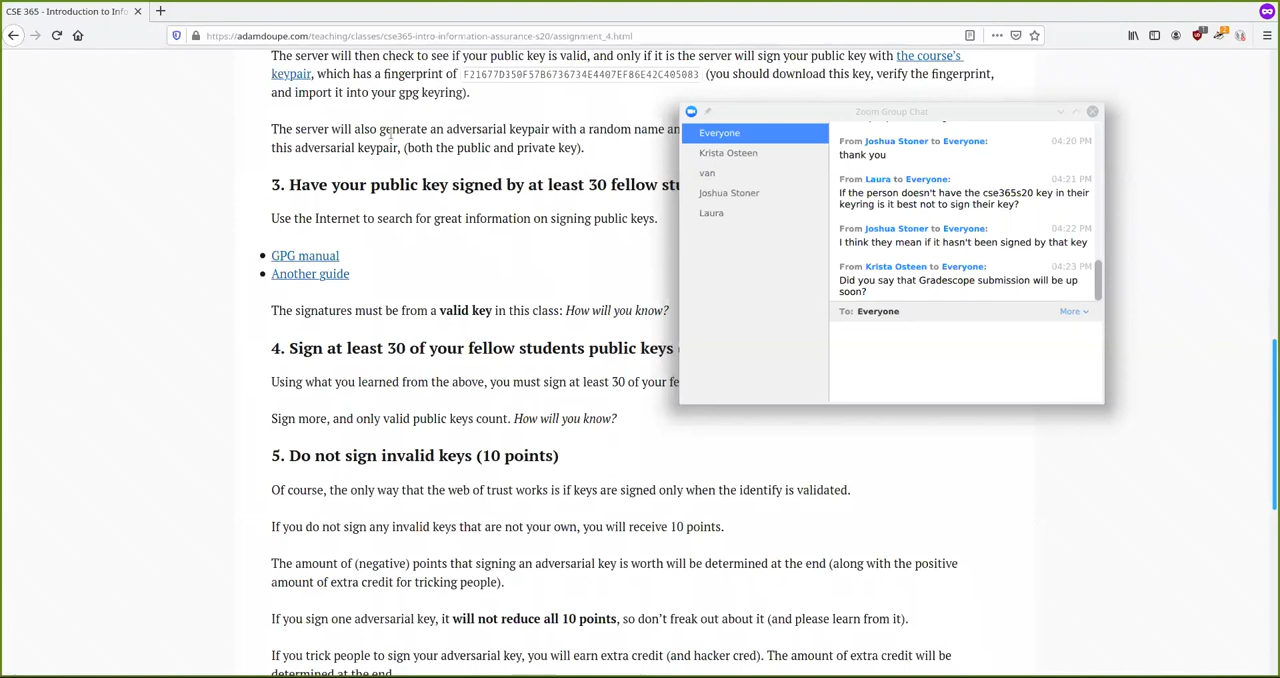 CSE 365 - Introduction to Info
https://adamdoupe.com/teaching/classes/cse365-intro-information-assurance-s20/assignment_4.html
The server will then check to see if your public key is valid, and only if it is the server will sign your public key with the course's
keypair, which has a fingerprint of F21677D350F57B6736734E4407EF86E42C405083 (you should download this key, verify the fingerprint,
and import it into your gpg keyring).
The server will also generate an adversarial keypair with a random name an
this adversarial keypair, (both the public and private key).
3. Have your public key signed by at least 30 fellow stu
Use the Internet to search for great information on signing public keys.
GPG manual
Another guide
The signatures must be from a valid key in this class: How will you know?
4. Sign at least 30 of your fellow students public keys (
Using what you learned from the above, you must sign at least 30 of your fe
Sign more, and only valid public keys count. How will you know?
5. Do not sign invalid keys (10 points)
Of course, the only way that the web of trust works is if keys are signed only when the identify is validated.
If you do not sign any invalid keys that are not your own, you will receive 10 points.
The amount of (negative) points that signing an adversarial key is worth will be determined at the end (along with the positive
amount of extra credit for tricking people).
If you sign one adversarial key, it will not reduce all 10 points, so don't freak out about it (and please learn from it).
If you trick people to sign your adversarial key, you will earn extra credit (and hacker cred). The amount of extra credit will be
determined at the end.
Zoom Group Chat
Everyone
Krista Osteen
van
Joshua Stoner
Laura
From Joshua Stoner to Everyone: 04:20 PM
thank you
From Laura to Everyone: 04:21 PM
If the person doesn't have the cse365s20 key in their
keyring is it best not to sign their key?
From Joshua Stoner to Everyone: 04:22 PM
I think they mean if it hasn't been signed by that key
From Krista Osteen to Everyone: 04:23 PM
Did you say that Gradescope submission will be up
soon?
To: Everyone More